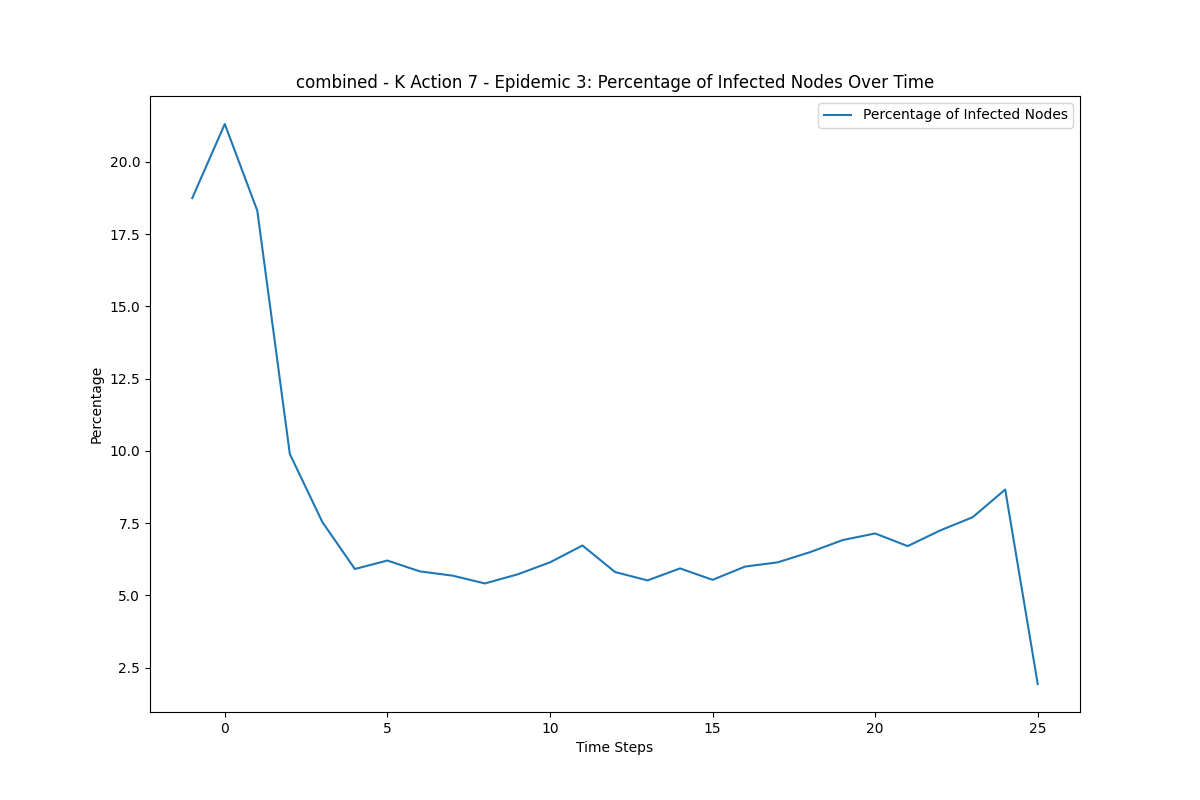 combined - K Action 7 - Epidemic 3: Percentage of Infected Nodes Over Time
Percentage of Infected Nodes
20.0
17.5
15.0
12.5
10.0
7.5
5.0
2.5
Percentage
0 5 10 15 20 25
Time Steps